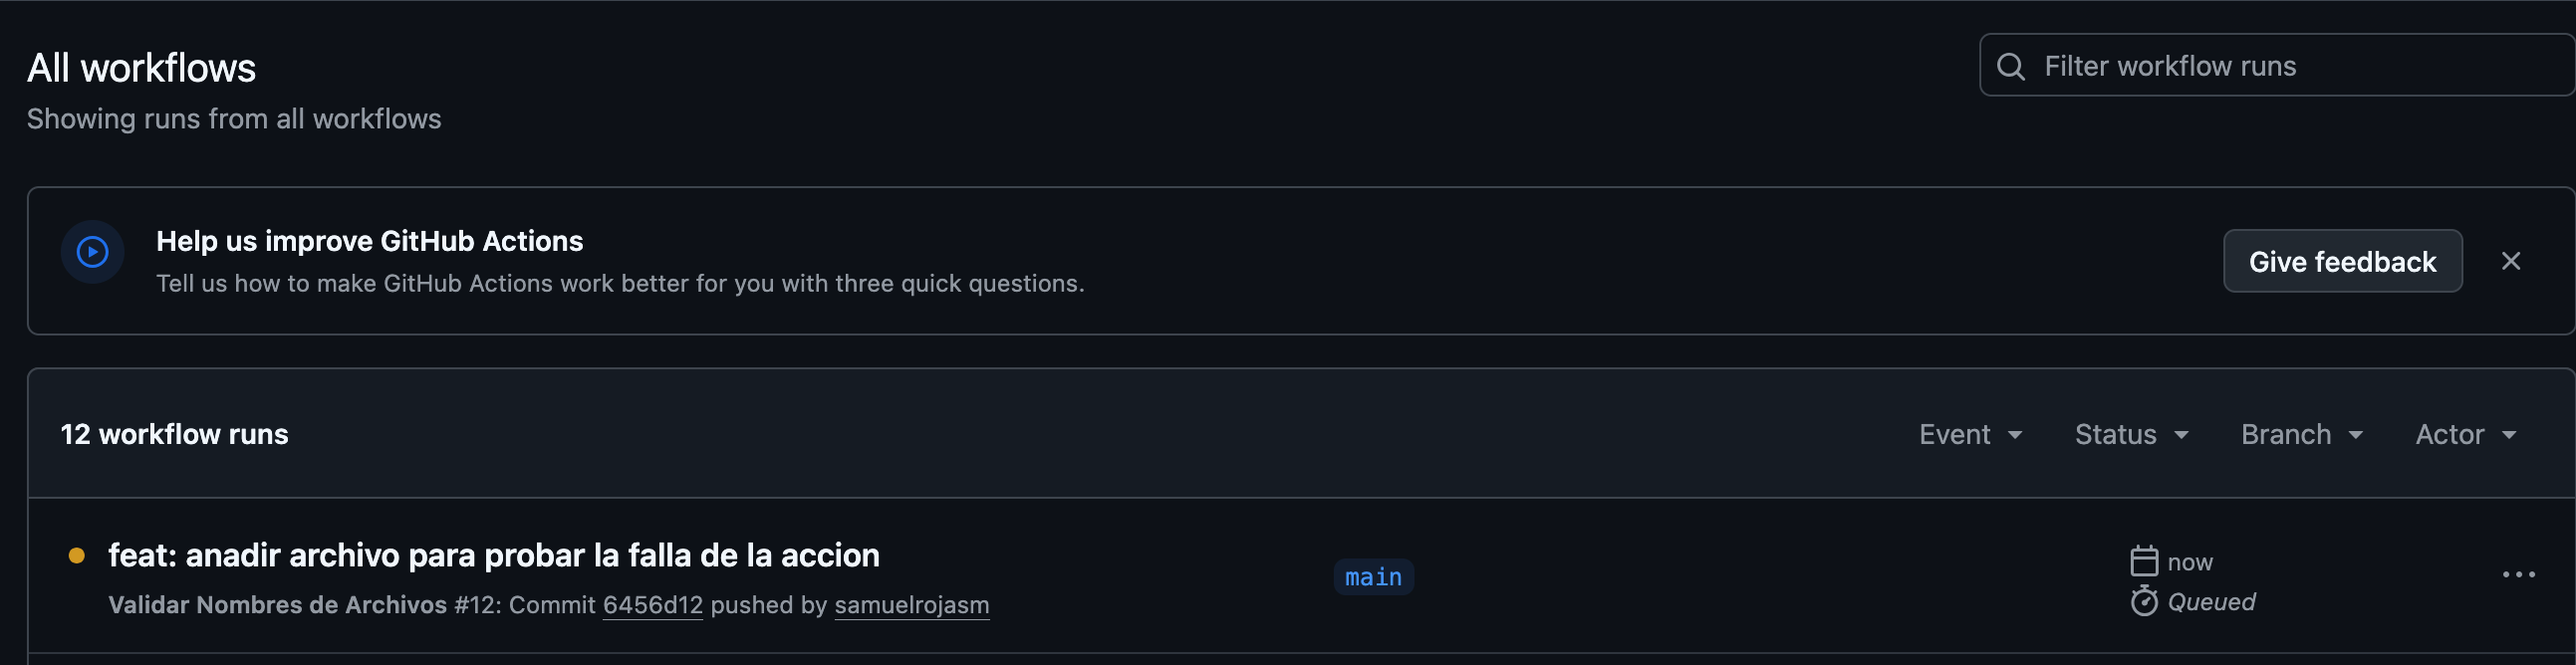 All workflows
Filter workflow runs
Showing runs from all workflows
Help us improve GitHub Actions
Tell us how to make GitHub Actions work better for you with three quick questions.
Give feedback
12 workflow runs
Event Status Branch Actor
feat: anadir archivo para probar la falla de la accion
Validar Nombres de Archivos #12: Commit 6456d12 pushed by samuelrojasm
main
now
Queued